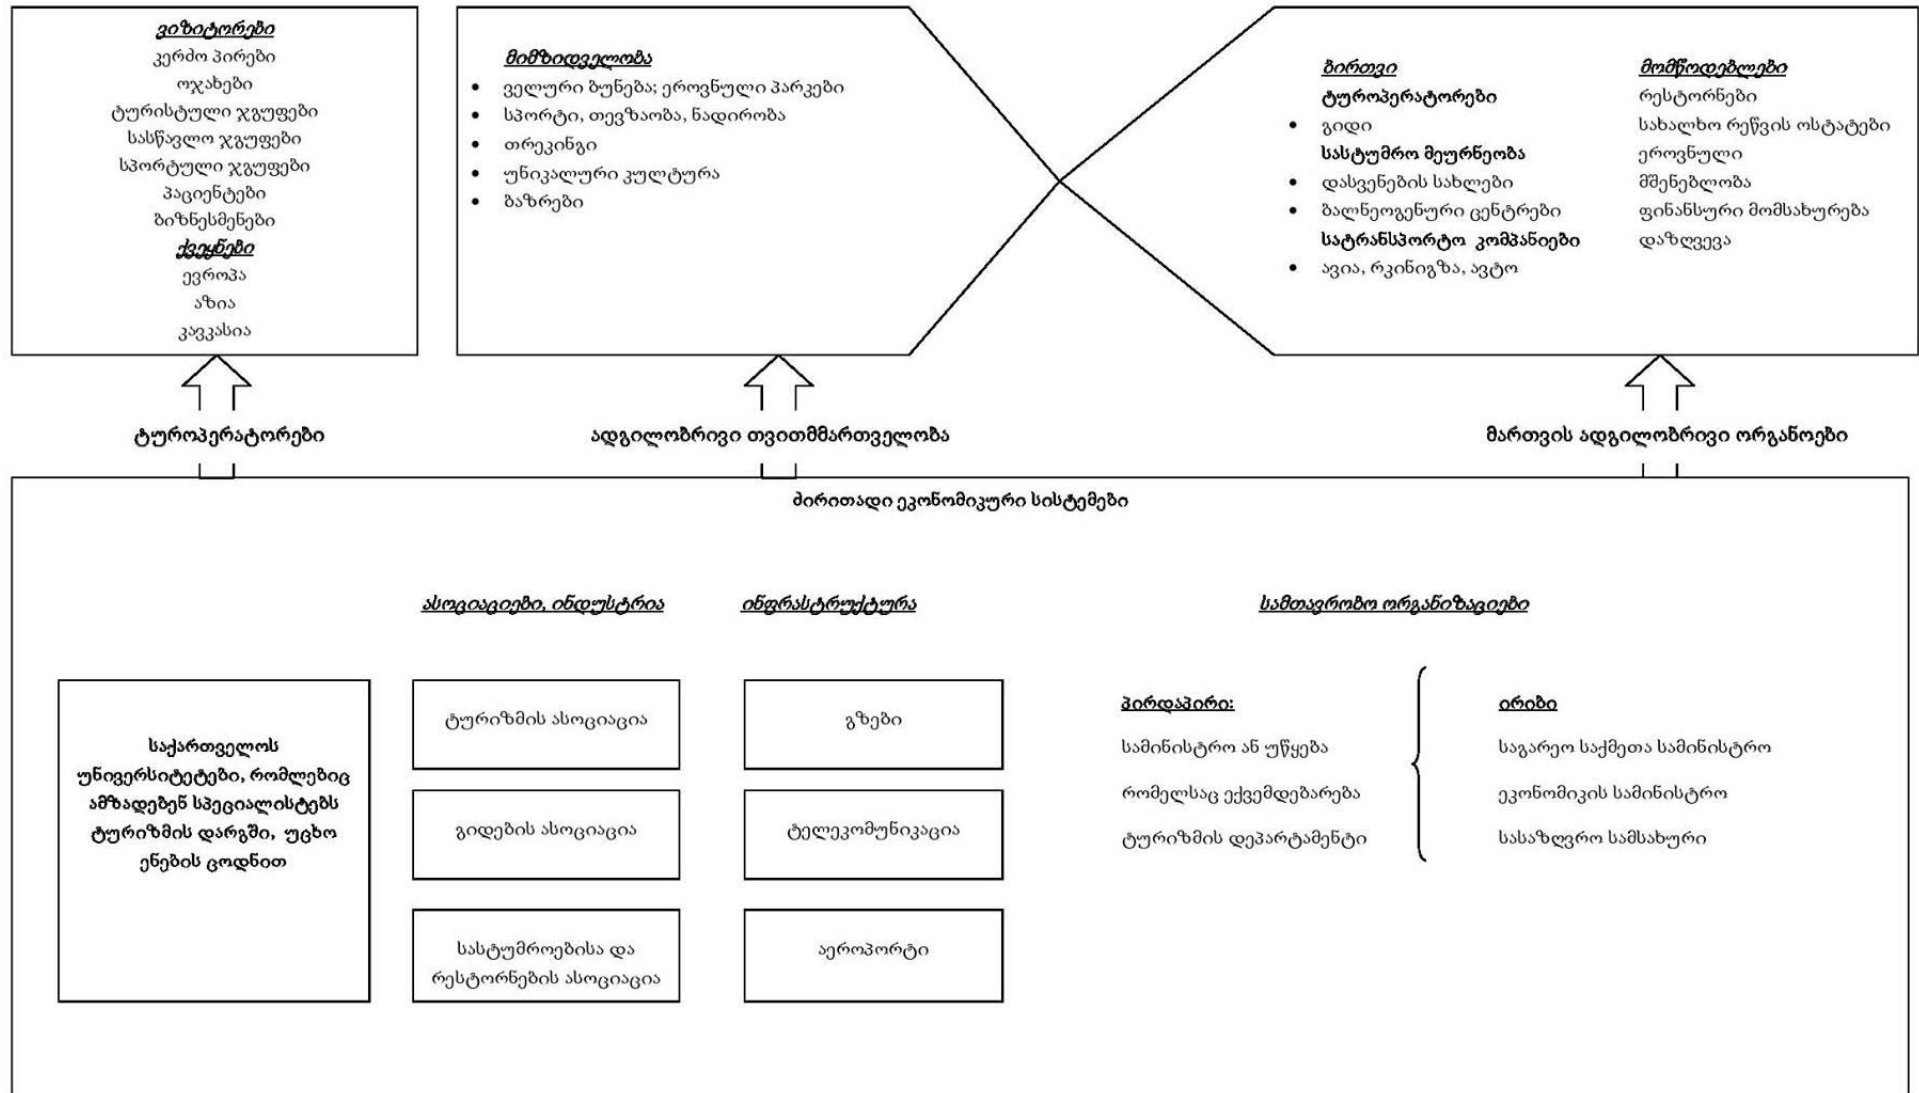 ვიზიტორები
კერძო პირები
ოჯახები
ტურისტული ჯგუფები
სასწავლო ჯგუფები
სპორტული ჯგუფები
პაციენტები
ბიზნესმენები
ქვეყნები
ევროპა
აზია
კავკასია
მიმზიდველობა
• ველური ბუნება; ეროვნული პარკები
• სპორტი, თევზაობა, ნადირობა
• თრეკინგი
• უნიკალური კულტურა
• ბაზრები
ბირთვი
ტუროპერატორები
• გიდი
სასტუმრო მეურნეობა
• დასვენების სახლები
• ბალნეოგენური ცენტრები
სატრანსპორტო კომპანიები
• ავია, რკინიგზა, ავტო
მომწოდებლები
რესტორნები
სახალხო რეწვის ოსტატები
ეროვნული
მშენებლობა
ფინანსური მომსახურება
დაზღვევა
ტუროპერატორები
ადგილობრივი თვითმმართველობა
მართვის ადგილობრივი ორგანოები
ძირითადი ეკონომიკური სისტემები
ასოციაციები, ინდუსტრია
ინფრასტრუქტურა
სამთავრობო ორგანიზაციები
საქართველოს
უნივერსიტეტები, რომლებიც
ამზადებენ სპეციალისტებს
ტურიზმის დარგში, უცხო
ენების ცოდნით
ტურიზმის ასოციაცია
გიდების ასოციაცია
სასტუმროებისა და
რესტორნების ასოციაცია
გზები
ტელეკომუნიკაცია
აეროპორტი
პირდაპირი:
სამინისტრო ან უწყება
რომელსაც ექვემდებარება
ტურიზმის დეპარტამენტი
ირიბი
საგარეო საქმეთა სამინისტრო
ეკონომიკის სამინისტრო
სასაზღვრო სამსახური